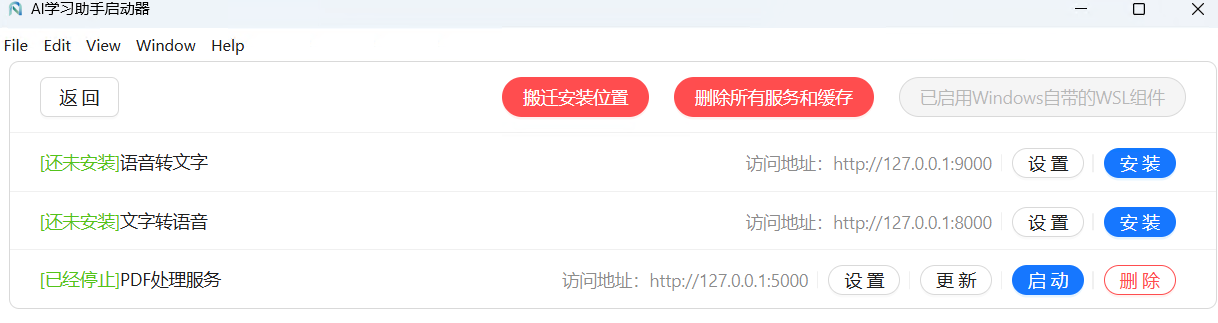 AI学习助手启动器
File Edit View Window Help
返 回 搬迁安装位置 删除所有服务和缓存 已启用Windows自带的WSL组件
[还未安装]语音转文字 访问地址：http://127.0.0.1:9000 设 置 安 装
[还未安装]文字转语音 访问地址：http://127.0.0.1:8000 设 置 安 装
[已经停止]PDF处理服务 访问地址：http://127.0.0.1:5000 设 置 更 新 启 动 删 除